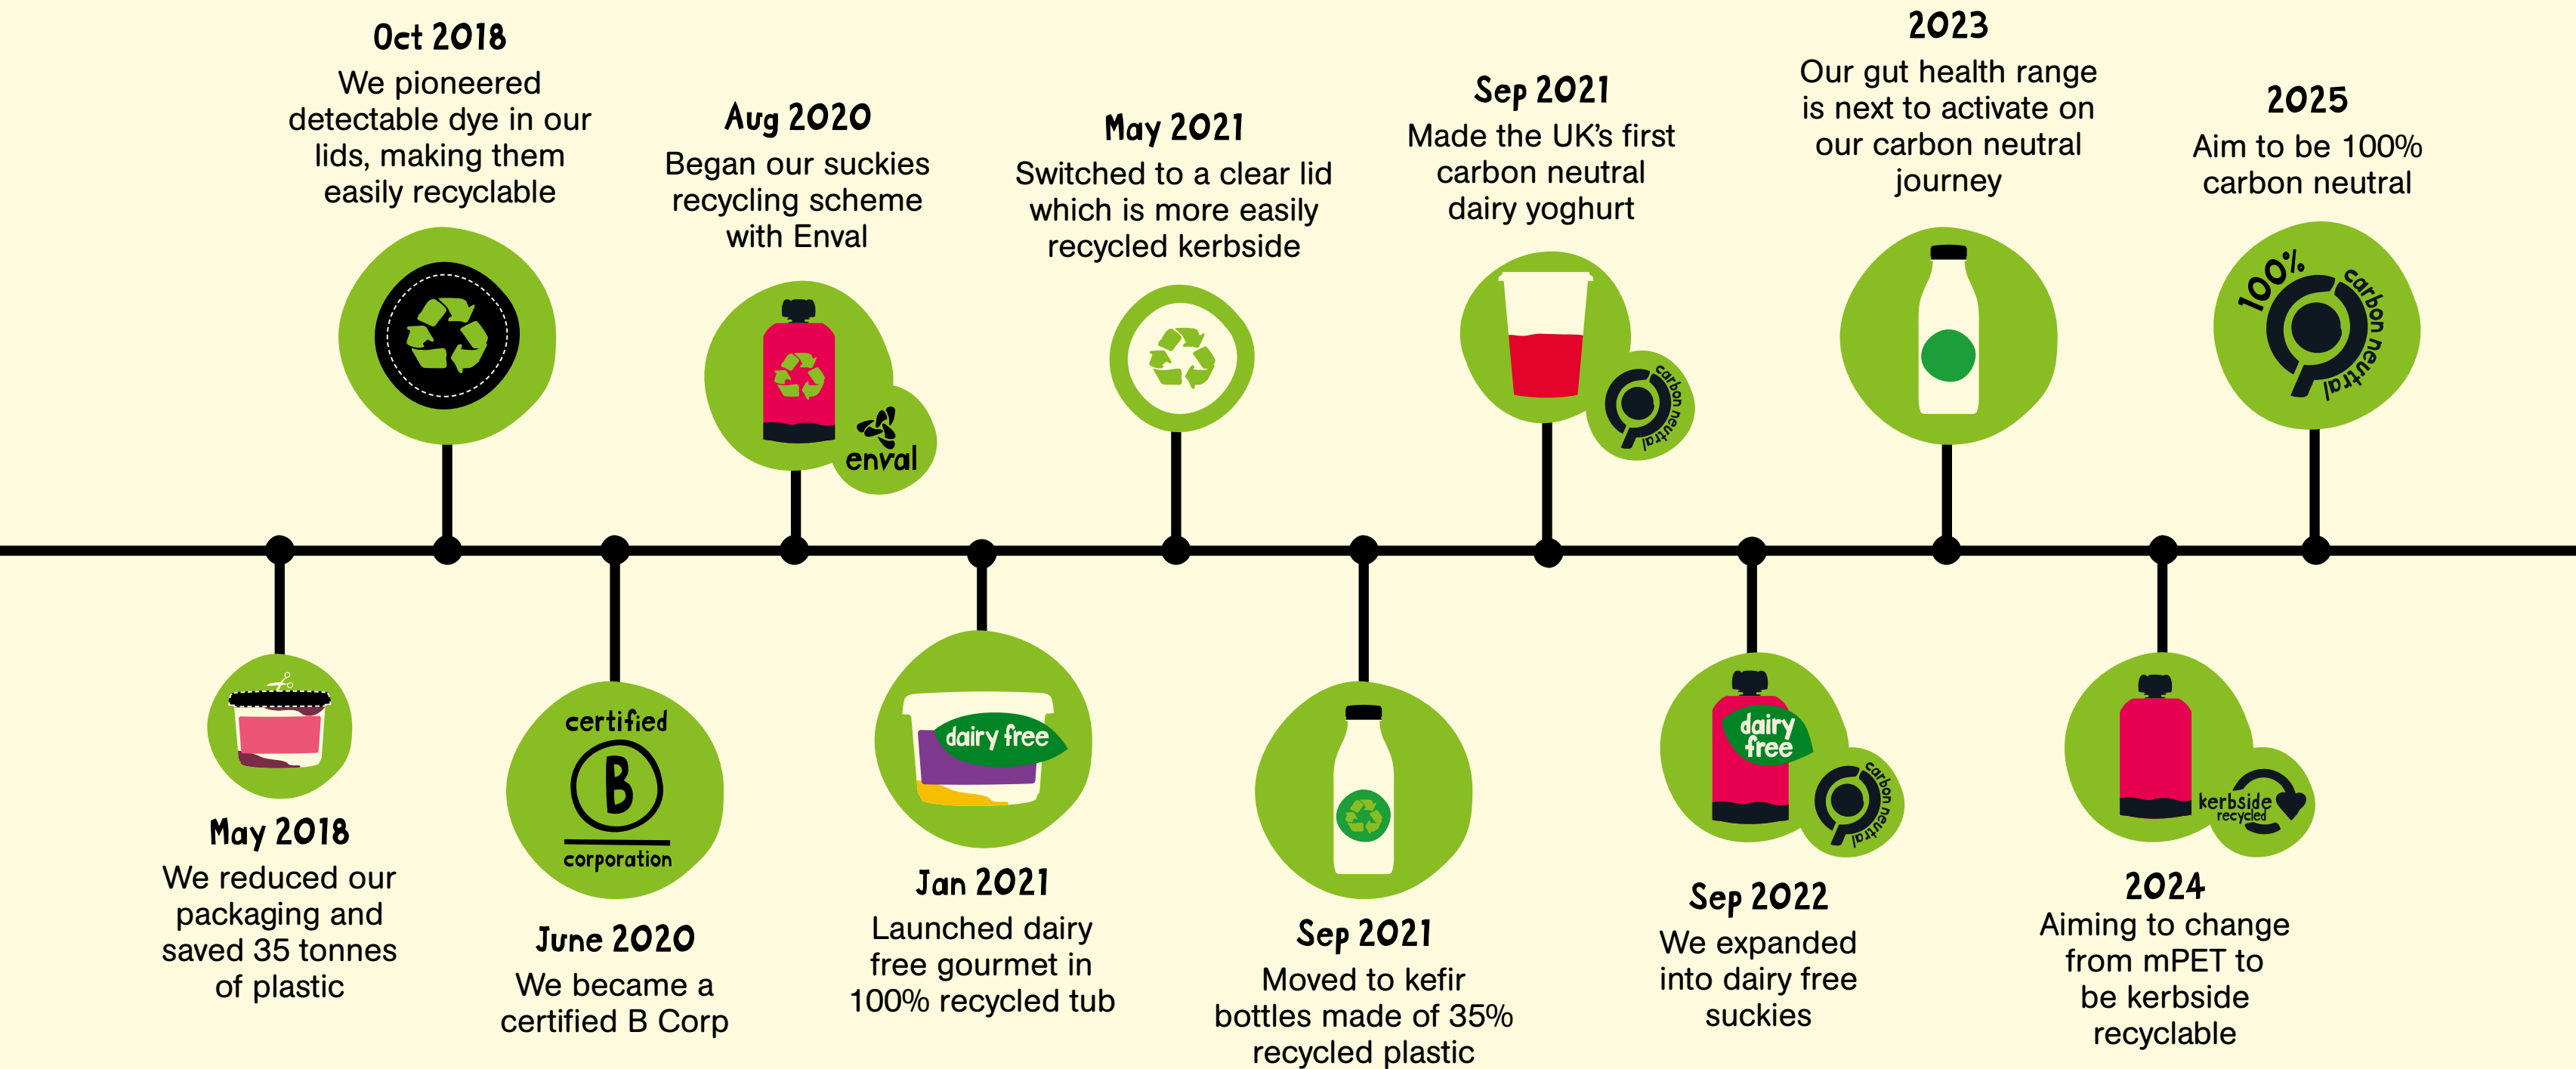 Oct 2018
We pioneered
detectable dye in our
lids, making them
easily recyclable
Aug 2020
Began our suckies
recycling scheme
with Enval
enval
May 2021
Switched to a clear lid
which is more easily
recycled kerbside
Sep 2021
Made the UK’s first
carbon neutral
dairy yoghurt
carbon neutral
2023
Our gut health range
is next to activate on
our carbon neutral
journey
2025
Aim to be 100%
carbon neutral
100%
carbon neutral
May 2018
We reduced our
packaging and
saved 35 tonnes
of plastic
certified
B
corporation
June 2020
We became a
certified B Corp
dairy free
Jan 2021
Launched dairy
free gourmet in
100% recycled tub
Sep 2021
Moved to kefir
bottles made of 35%
recycled plastic
dairy
free
carbon neutral
Sep 2022
We expanded
into dairy free
suckies
kerbside
recycled
2024
Aiming to change
from mPET to
be kerbside
recyclable